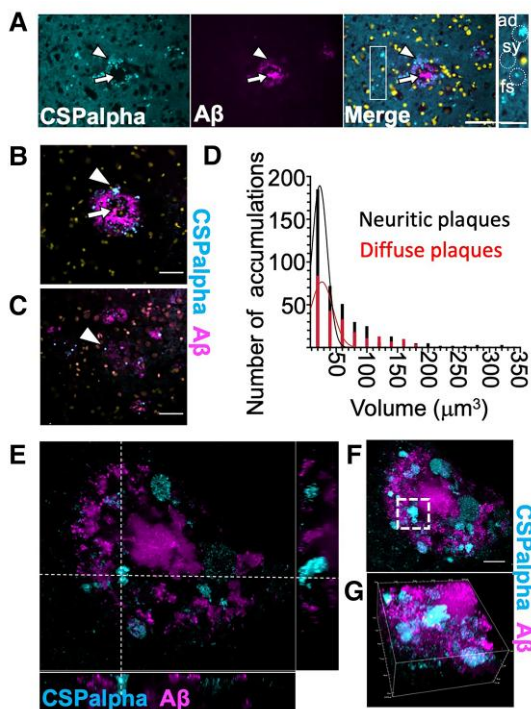 A
CSPalpha
Aβ
Merge
ad
sy
fs
B
C
CSPalpha Aβ
D
Number of accumulations
200
150
100
50
Neuritic plaques
Diffuse plaques
0
50
100
150
200
250
300
350
Volume (μm³)
E
CSPalpha Aβ
F
G
CSPalpha Aβ